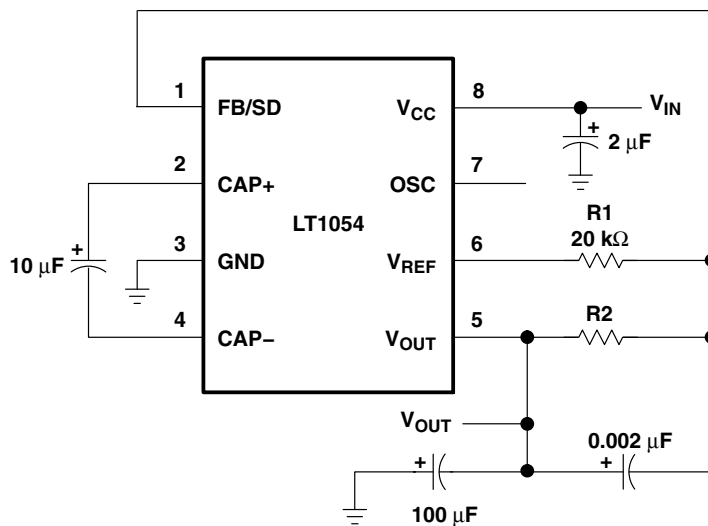 1
FB/SD
V_CC
8
V_IN
+
2 µF
2
CAP+
OSC
7
LT1054
R1
20 kΩ
+
10 µF
3
GND
V_REF
6
4
CAP−
V_OUT
5
R2
V_OUT
0.002 µF
+
+
100 µF